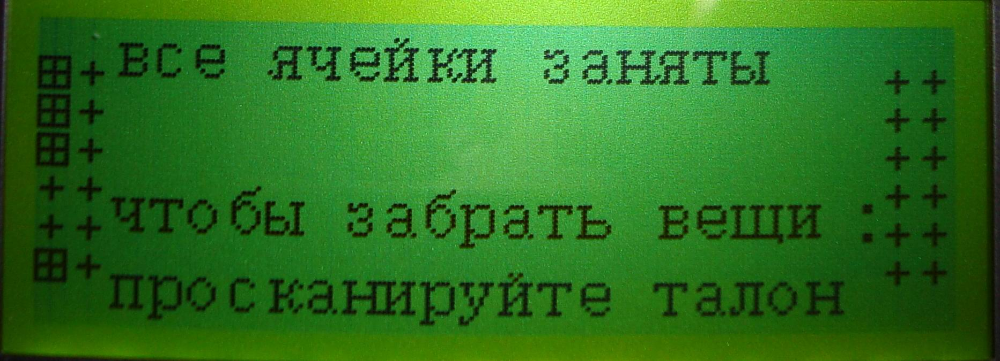 все ячейки заняты
чтобы забрать вещи :
просканируйте талон